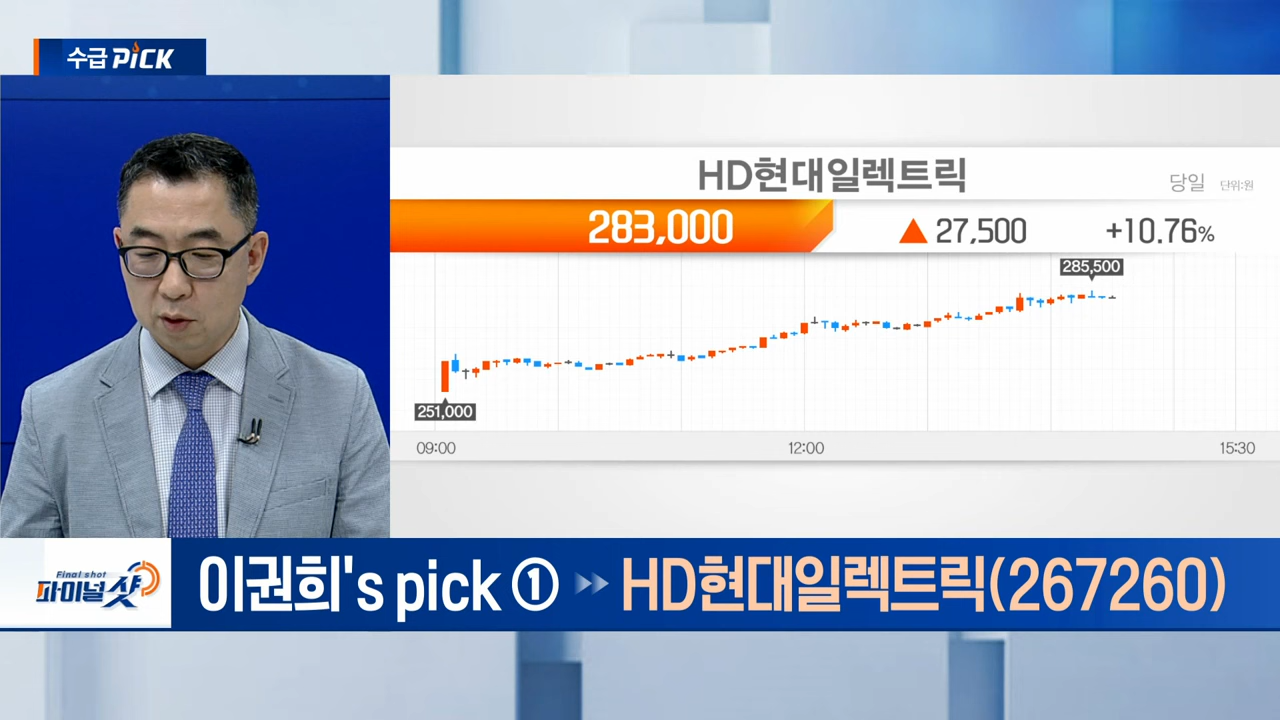 수급 PiCK
HD현대일렉트릭
당일 단위:원
283,000 ▲ 27,500 +10.76%
285,500
251,000
09:00 12:00 15:30
Final shot
파이널샷
이권희's pick ① HD현대일렉트릭(267260)